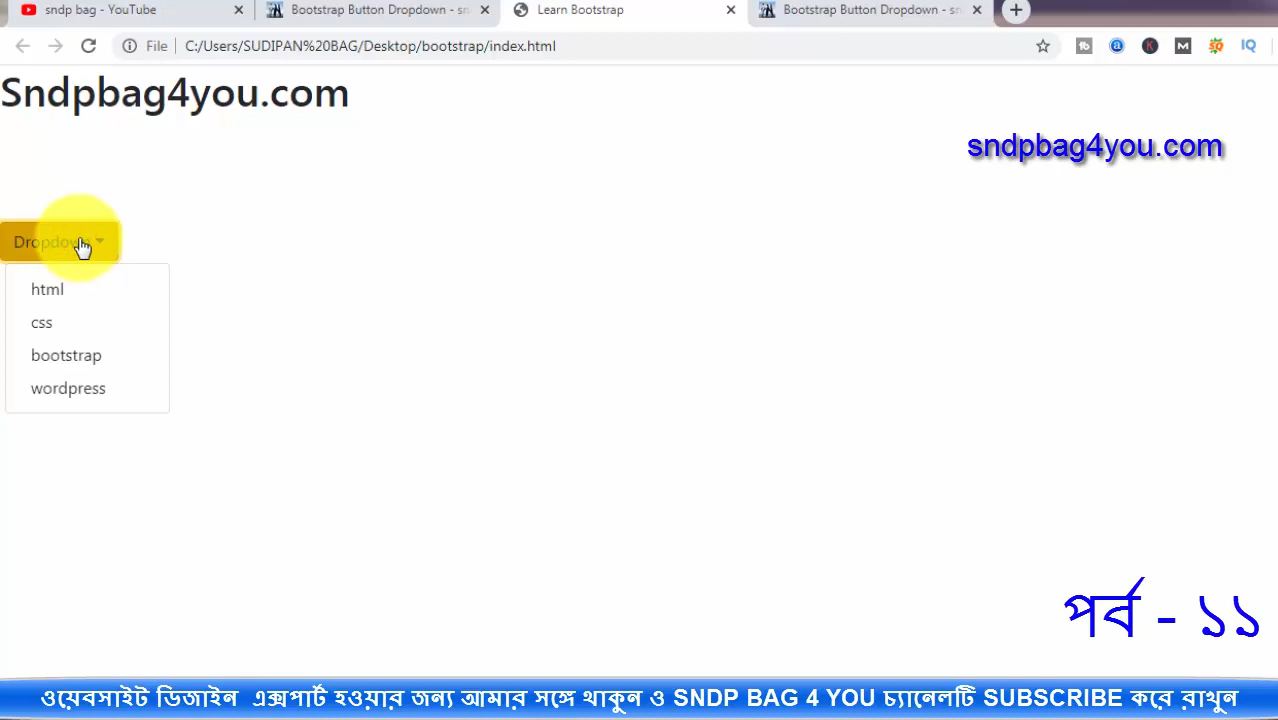 sndp bag - YouTube
Bootstrap Button Dropdown - sn
Learn Bootstrap
Bootstrap Button Dropdown - sn
File C:/Users/SUDIPAN%20BAG/Desktop/bootstrap/index.html
Sndpbag4you.com
sndpbag4you.com
Dropdown
html
css
bootstrap
wordpress
পর্ব - ১১
ওয়েবসাইট ডিজাইন এক্সপার্ট হওয়ার জন্য আমার সঙ্গে থাকুন ও SNDP BAG 4 YOU চ্যানেলটি SUBSCRIBE করে রাখুন